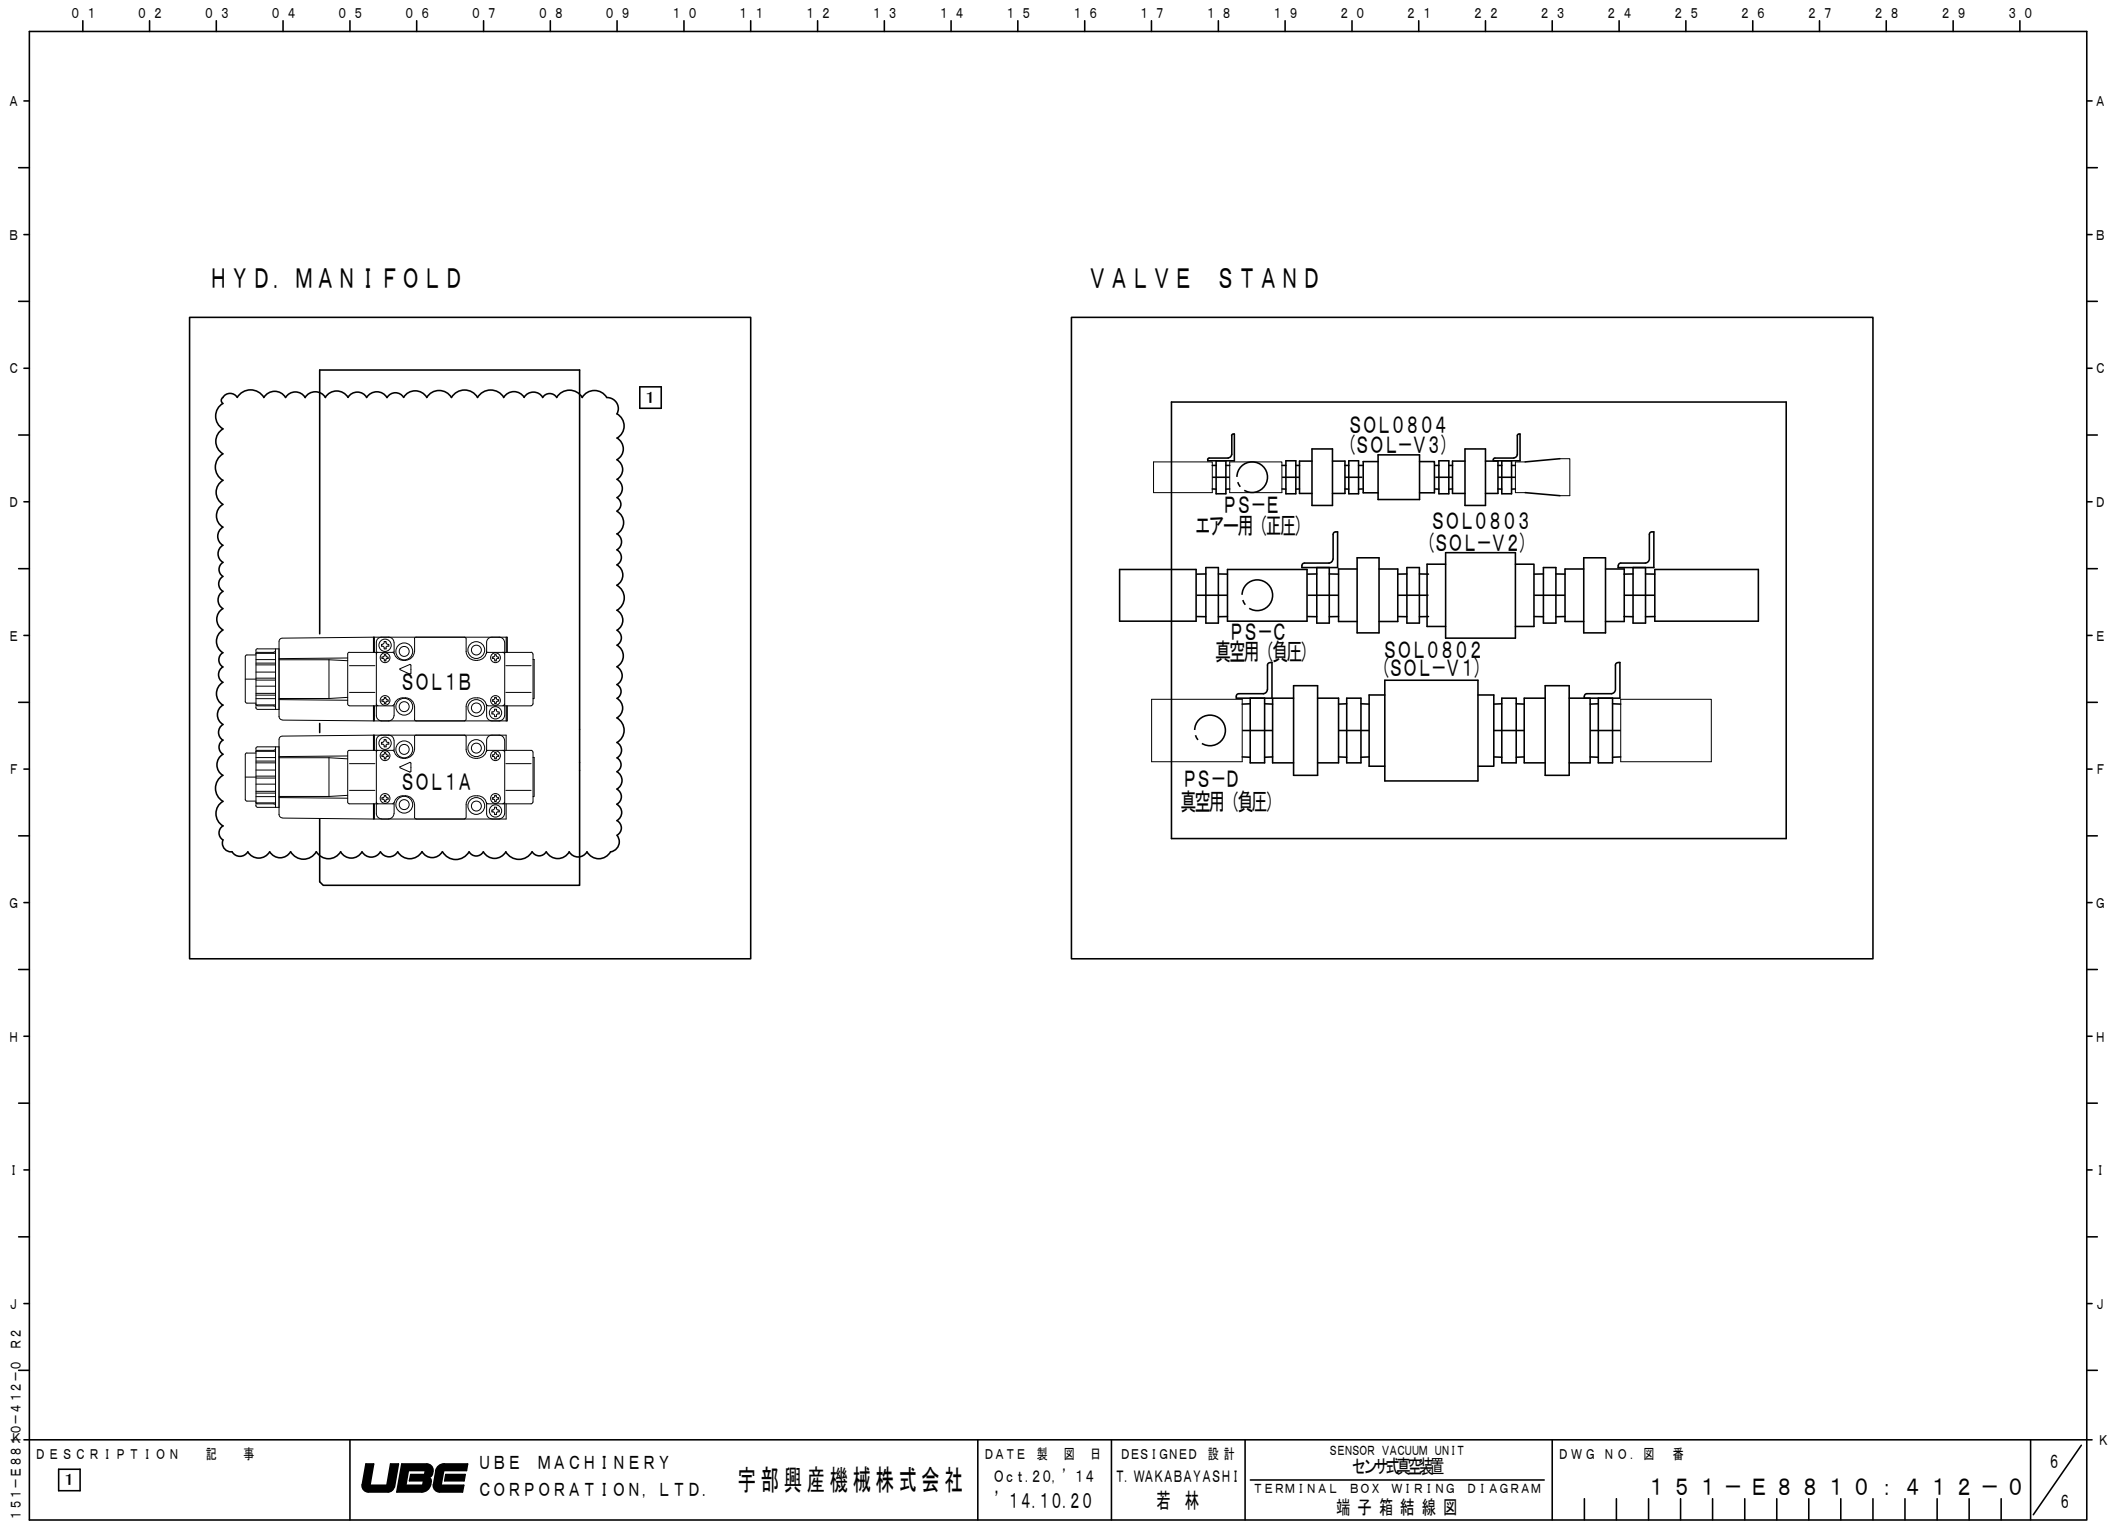 01 02 03 04 05 06 07 08 09 10 11 12 13 14 15 16 17 18 19 20 21 22 23 24 25 26 27 28 29 30
A A
B B
HYD. MANIFOLD
VALVE STAND
C C
1
SOL0804
(SOL-V3)
D D
PS-E
エアー用 (正圧)
SOL0803
(SOL-V2)
E E
PS-C
真空用 (負圧)
SOL0802
(SOL-V1)
SOL1B
F F
SOL1A
PS-D
真空用 (負圧)
G G
H H
I I
J J
K K
151-E8810-412-0 R2
DESCRIPTION 記 事
1
UBE
UBE MACHINERY
CORPORATION, LTD.
宇部興産機械株式会社
DATE 製 図 日
Oct.20,'14
'14.10.20
DESIGNED 設計
T. WAKABAYASHI
若 林
SENSOR VACUUM UNIT
センサ式真空装置
TERMINAL BOX WIRING DIAGRAM
端子箱結線図
DWG NO. 図 番
151-E8810:412-0
6/6